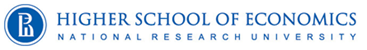 HIGHER SCHOOL OF ECONOMICS
NATIONAL RESEARCH UNIVERSITY